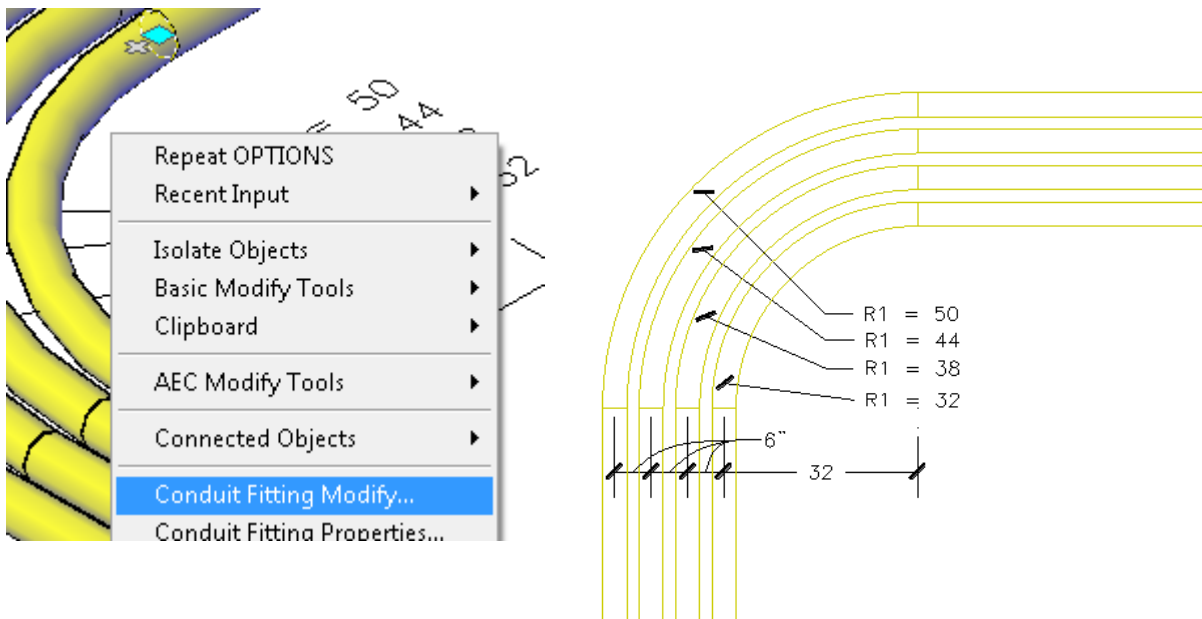 50
44
52
Repeat OPTIONS
Recent Input
Isolate Objects
Basic Modify Tools
Clipboard
AEC Modify Tools
Connected Objects
Conduit Fitting Modify...
Conduit Fitting Properties...
R1 = 50
R1 = 44
R1 = 38
R1 = 32
6"
32